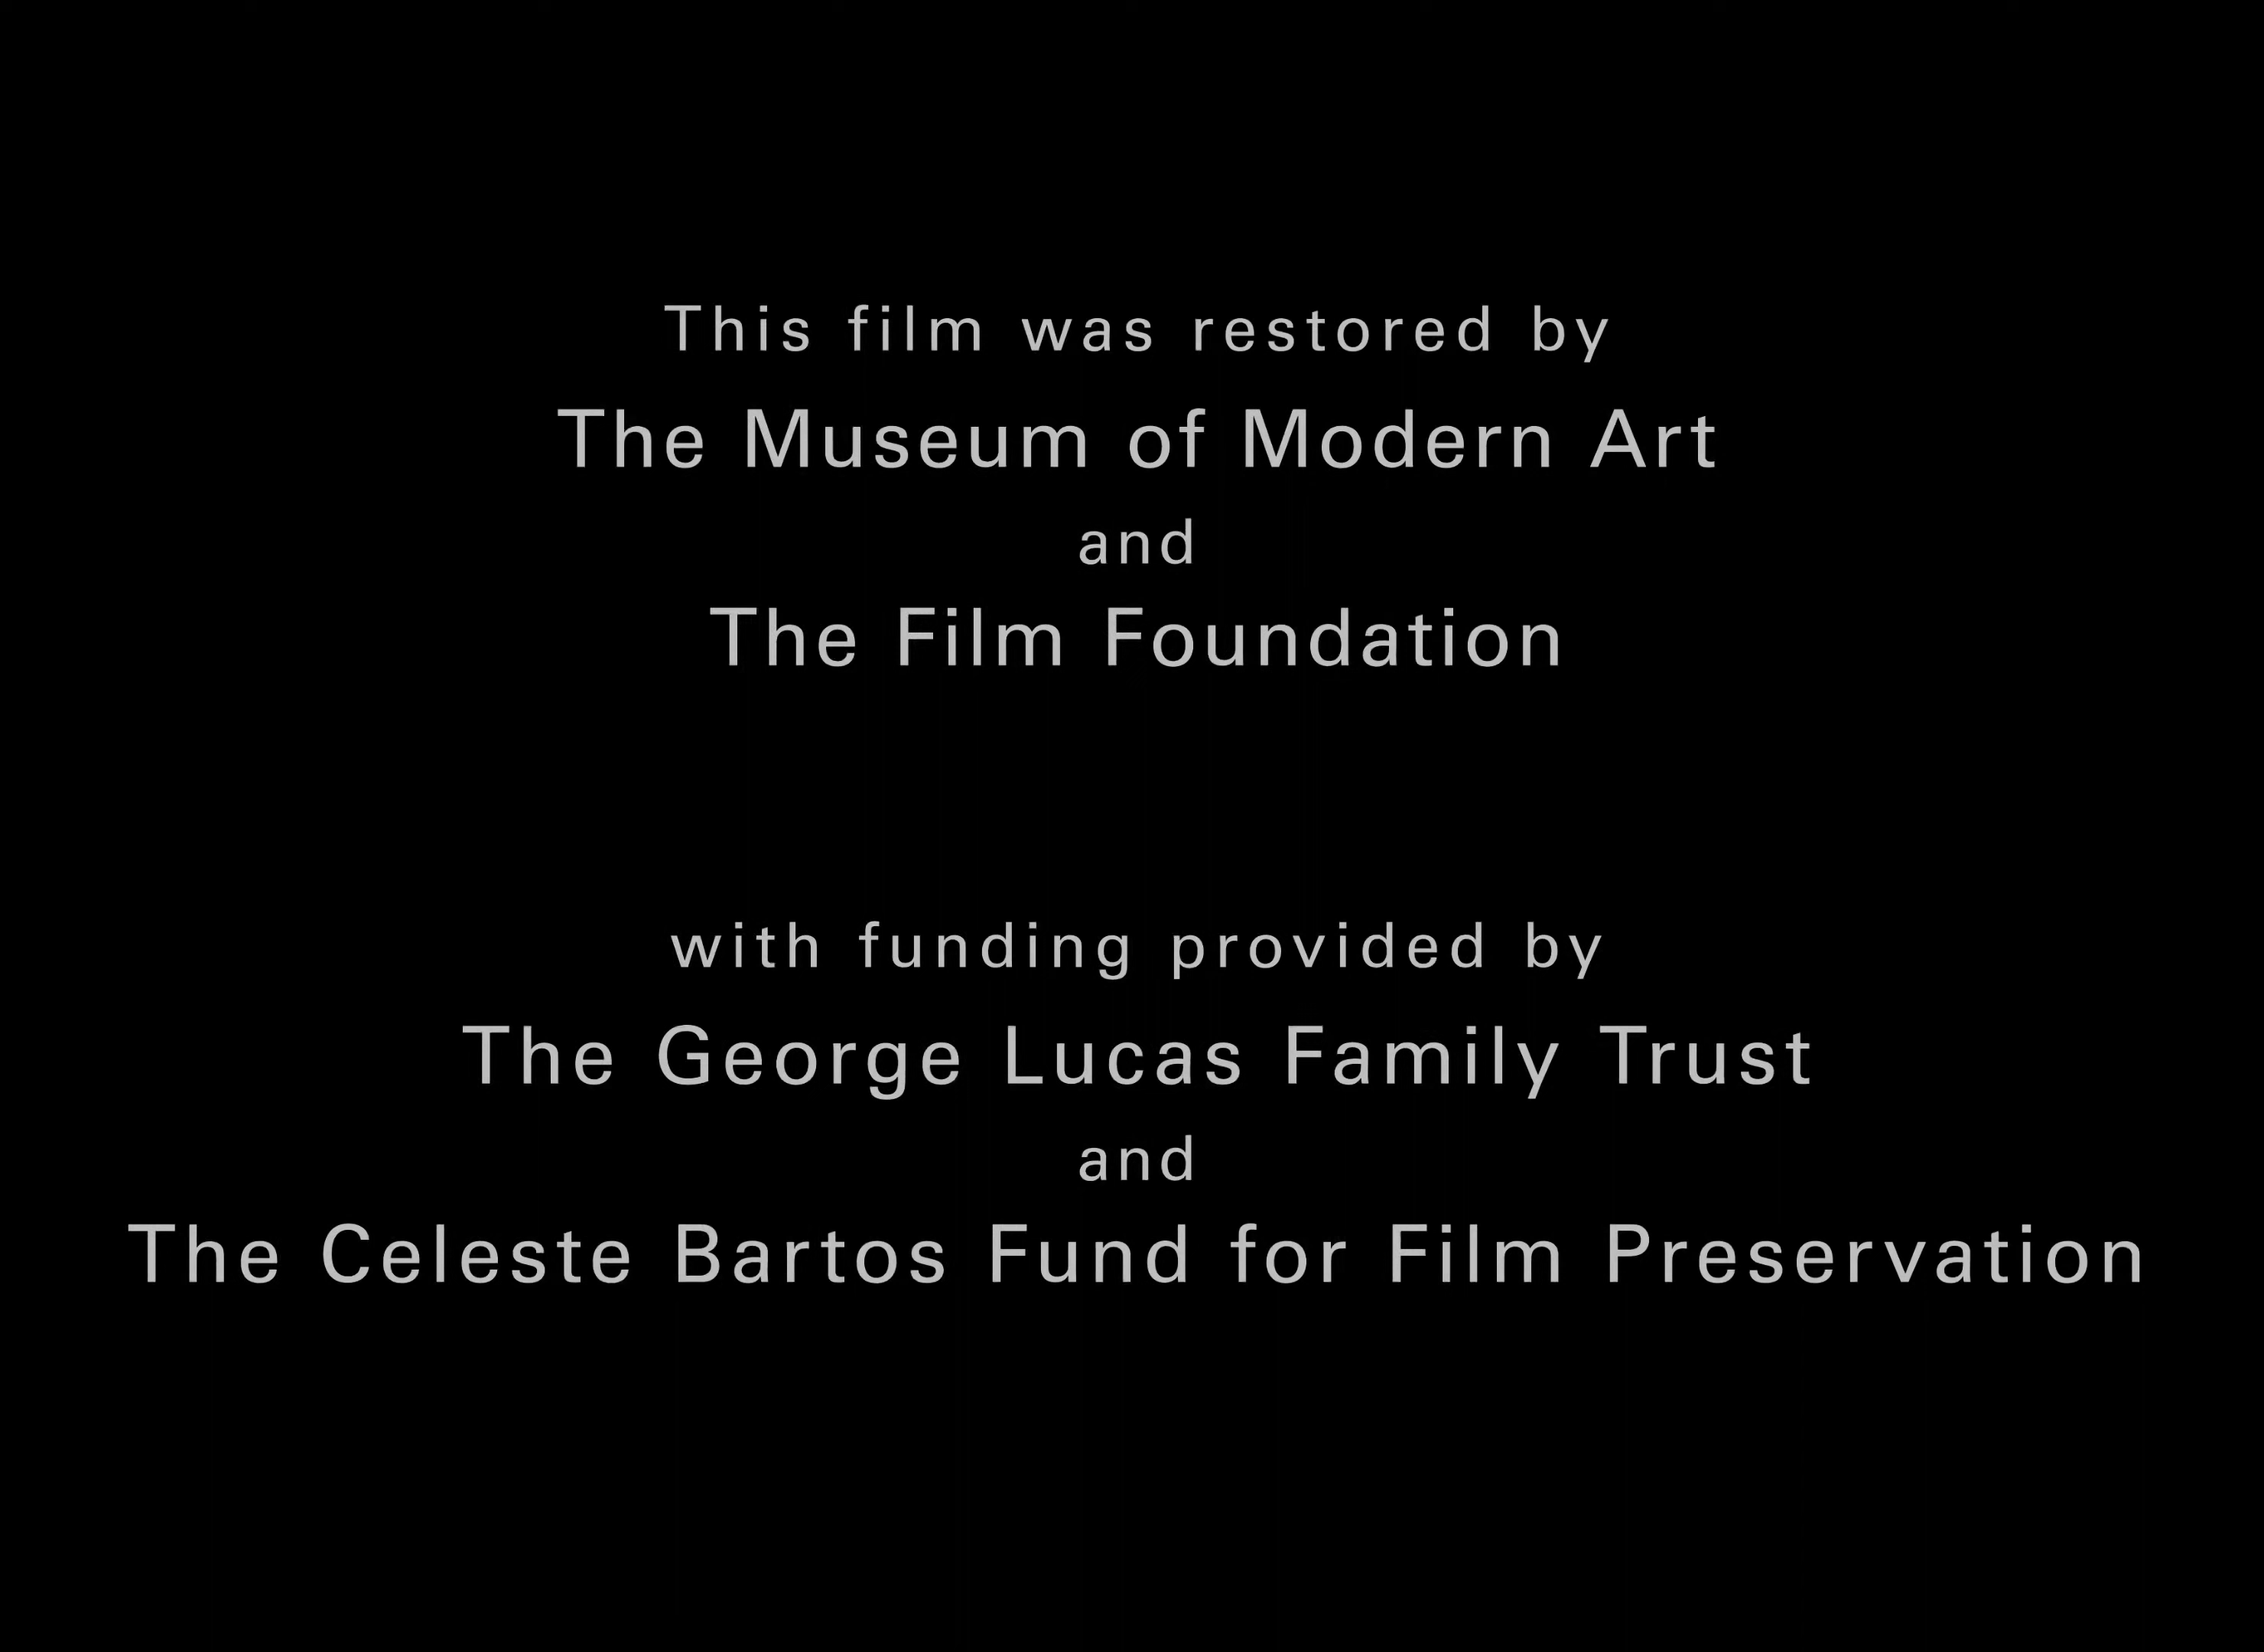 This film was restored by
The Museum of Modern Art
and
The Film Foundation
with funding provided by
The George Lucas Family Trust
and
The Celeste Bartos Fund for Film Preservation